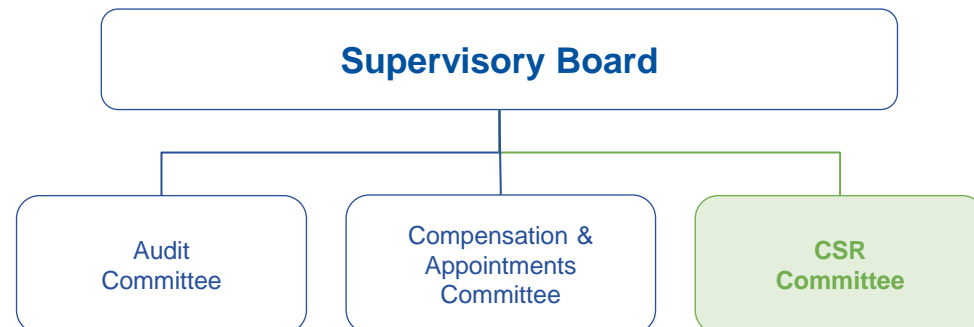 Supervisory Board
Audit
Committee
Compensation &
Appointments
Committee
CSR
Committee